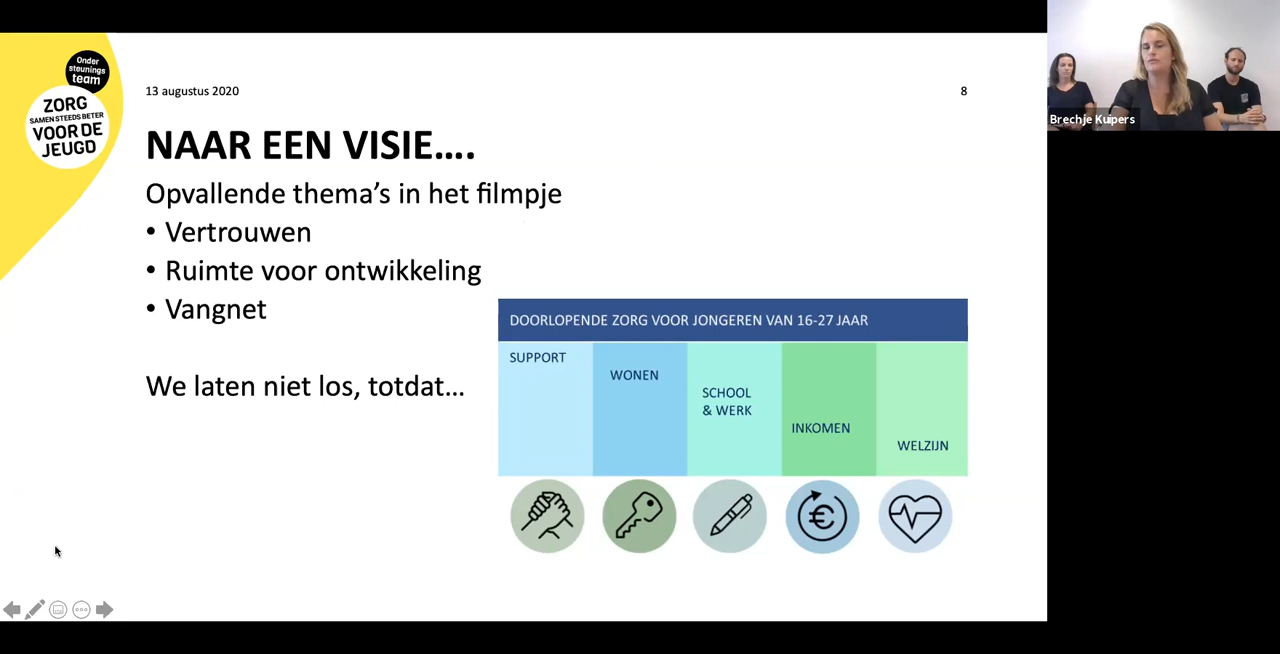 Onder
steunings
team
ZORG
SAMEN STEEDS BETER
VOOR DE
JEUGD
13 augustus 2020
8
NAAR EEN VISIE....
Opvallende thema's in het filmpje
• Vertrouwen
• Ruimte voor ontwikkeling
• Vangnet
We laten niet los, totdat...
DOORLOPENDE ZORG VOOR JONGEREN VAN 16-27 JAAR
SUPPORT
WONEN
SCHOOL
& WERK
INKOMEN
WELZIJN
€
Brechje Kuipers